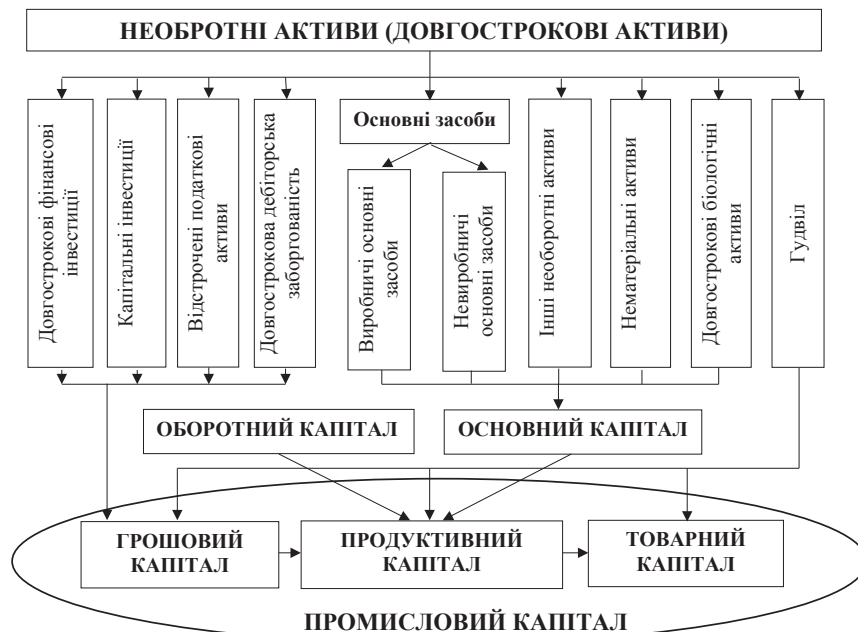 НЕОБРОТНІ АКТИВИ (ДОВГОСТРОКОВІ АКТИВИ)
Довгострокові фінансові
інвестиції
Капітальні інвестиції
Відстрочені податкові
активи
Довгострокова дебіторська
заборгованість
Основні засоби
Виробничі основні
засоби
Невиробничі
основні засоби
Інші необоротні активи
Нематеріальні активи
Довгострокові біологічні
активи
Гудвіл
ОБОРОТНИЙ КАПІТАЛ
ОСНОВНИЙ КАПІТАЛ
ГРОШОВИЙ
КАПІТАЛ
ПРОДУКТИВНИЙ
КАПІТАЛ
ТОВАРНИЙ
КАПІТАЛ
ПРОМИСЛОВИЙ КАПІТАЛ